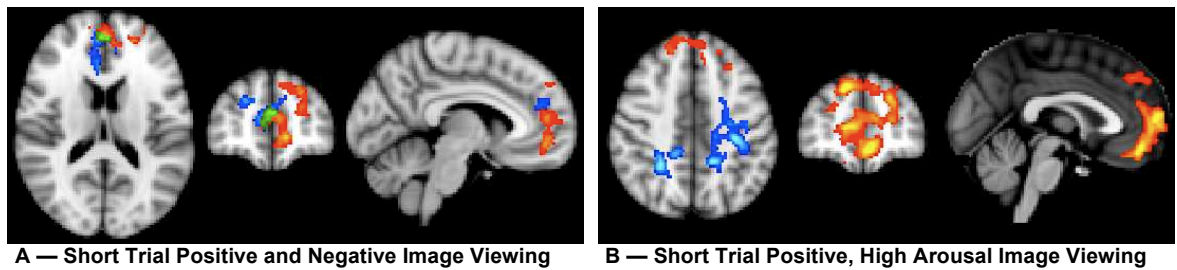 A — Short Trial Positive and Negative Image Viewing
B — Short Trial Positive, High Arousal Image Viewing